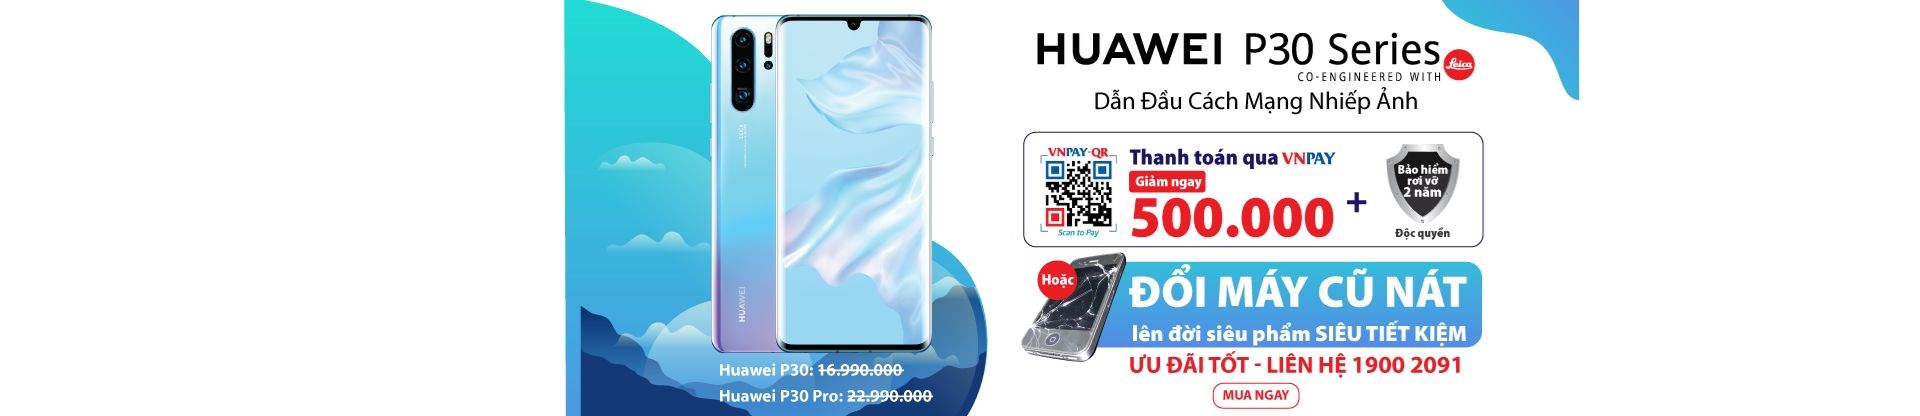 HUAWEI P30 Series
CO-ENGINEERED WITH Leica
Dẫn Đầu Cách Mạng Nhiếp Ảnh
VNPAY-QR
Scan to Pay
Thanh toán qua VNPAY
Giảm ngay
500.000
+
Bảo hiểm
rơi vỡ
2 năm
Độc quyền
Hoặc
ĐỔI MÁY CŨ NÁT
lên đời siêu phẩm SIÊU TIẾT KIỆM
ƯU ĐÃI TỐT - LIÊN HỆ 1900 2091
MUA NGAY
HUAWEI
Huawei P30: 16.990.000
Huawei P30 Pro: 22.990.000